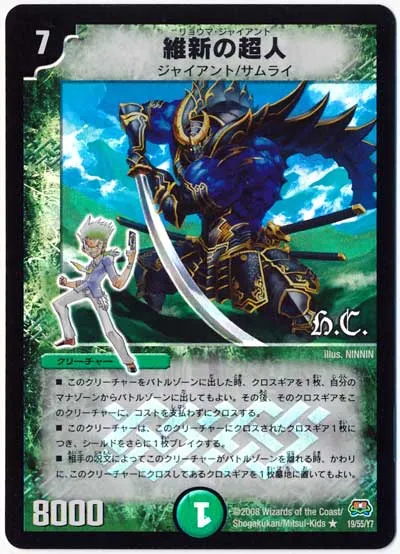 7
リョウマ・ジャイアント
維新の超人
ジャイアント/サムライ
h.C.
illus. NINNIN
クリーチャー
■ このクリーチャーをバトルゾーンに出した時、クロスギアを1枚、自分の
マナゾーンからバトルゾーンに出してもよい。その後、そのクロスギアをこ
のクリーチャーに、コストを支払わずにクロスする。
■ このクリーチャーは、このクリーチャーにクロスされたクロスギア1枚に
つき、シールドをさらに1枚ブレイクする。
■ 相手の呪文によってこのクリーチャーがバトルゾーンを離れる時、かわり
に、このクリーチャーにクロスしてあるクロスギア1枚を墓地に置いてもよい。
8000
1
©2008 Wizards of the Coast/
Shogakukan/Mitsui-Kids ★ 19/55/Y7